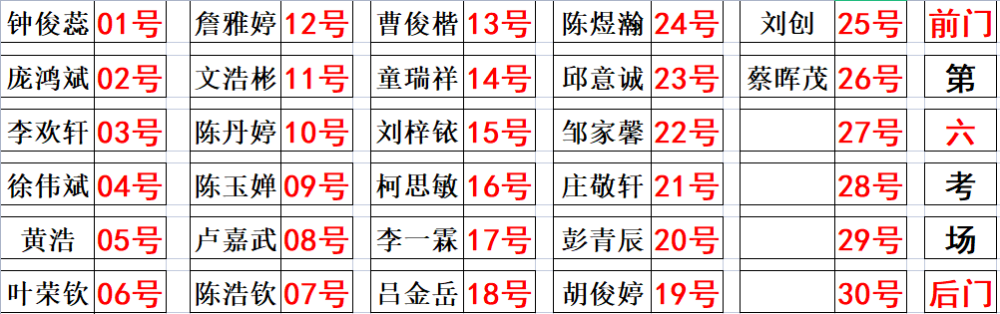 钟俊蕊 01号 詹雅婷 12号 曹俊楷 13号 陈煜瀚 24号 刘创 25号 前门
庞鸿斌 02号 文浩彬 11号 童瑞祥 14号 邱意诚 23号 蔡晖茂 26号 第
李欢轩 03号 陈丹婷 10号 刘梓铱 15号 邹家馨 22号 27号 六
徐伟斌 04号 陈玉婵 09号 柯思敏 16号 庄敬轩 21号 28号 考
黄浩 05号 卢嘉武 08号 李一霖 17号 彭青辰 20号 29号 场
叶荣钦 06号 陈浩钦 07号 吕金岳 18号 胡俊婷 19号 30号 后门